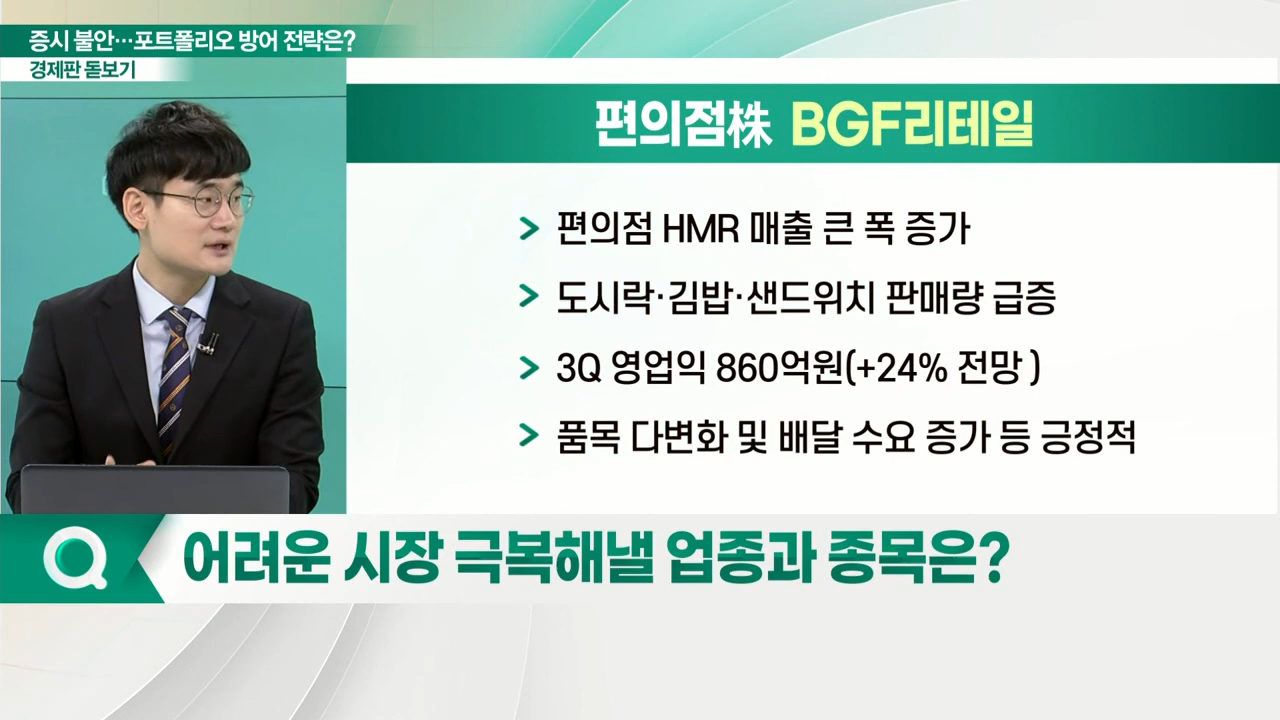 증시 불안…포트폴리오 방어 전략은?
경제판 돋보기
편의점株 BGF리테일
> 편의점 HMR 매출 큰 폭 증가
> 도시락·김밥·샌드위치 판매량 급증
> 3Q 영업익 860억원(+24% 전망 )
> 품목 다변화 및 배달 수요 증가 등 긍정적
어려운 시장 극복해낼 업종과 종목은?